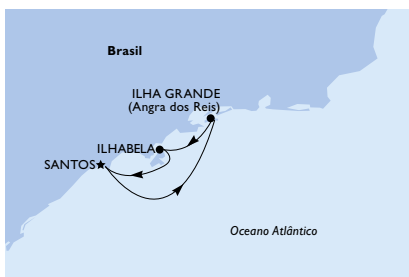 Brasil
ILHA GRANDE
(Angra dos Reis)
ILHABELA
SANTOS
Oceano Atlântico